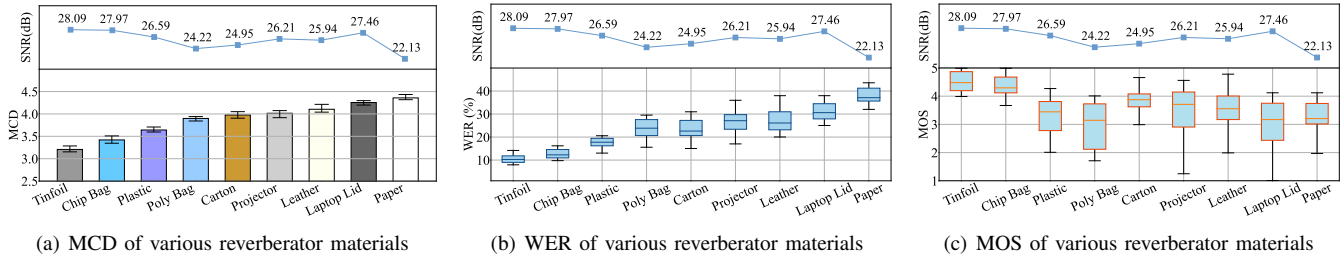 SNR(dB)
28.09 27.97 26.59 24.22 24.95 26.21 25.94 27.46 22.13
MCD
4.5
4.0
3.5
3.0
2.5
Tinfoil Chip Bag Plastic Poly Bag Carton Projector Leather Laptop Lid Paper
(a) MCD of various reverberator materials
SNR(dB)
28.09 27.97 26.59 24.22 24.95 26.21 25.94 27.46 22.13
WER (%)
40
30
20
10
Tinfoil Chip Bag Plastic Poly Bag Carton Projector Leather Laptop Lid Paper
(b) WER of various reverberator materials
SNR(dB)
28.09 27.97 26.59 24.22 24.95 26.21 25.94 27.46 22.13
MOS
5
4
3
2
1
Tinfoil Chip Bag Plastic Poly Bag Carton Projector Leather Laptop Lid Paper
(c) MOS of various reverberator materials